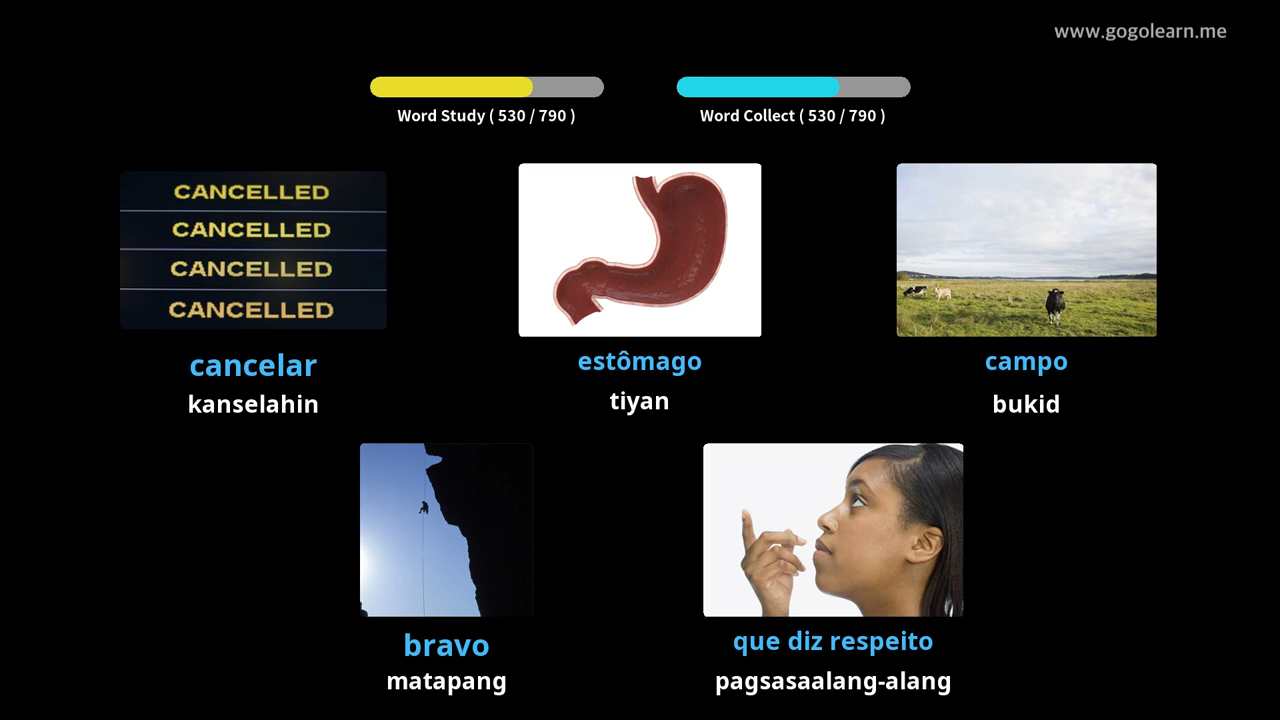 www.gogolearn.me
Word Study ( 530 / 790 )
Word Collect ( 530 / 790 )
CANCELLED
CANCELLED
CANCELLED
CANCELLED
cancelar
kanselahin
estômago
tiyan
campo
bukid
bravo
matapang
que diz respeito
pagsasaalang-alang